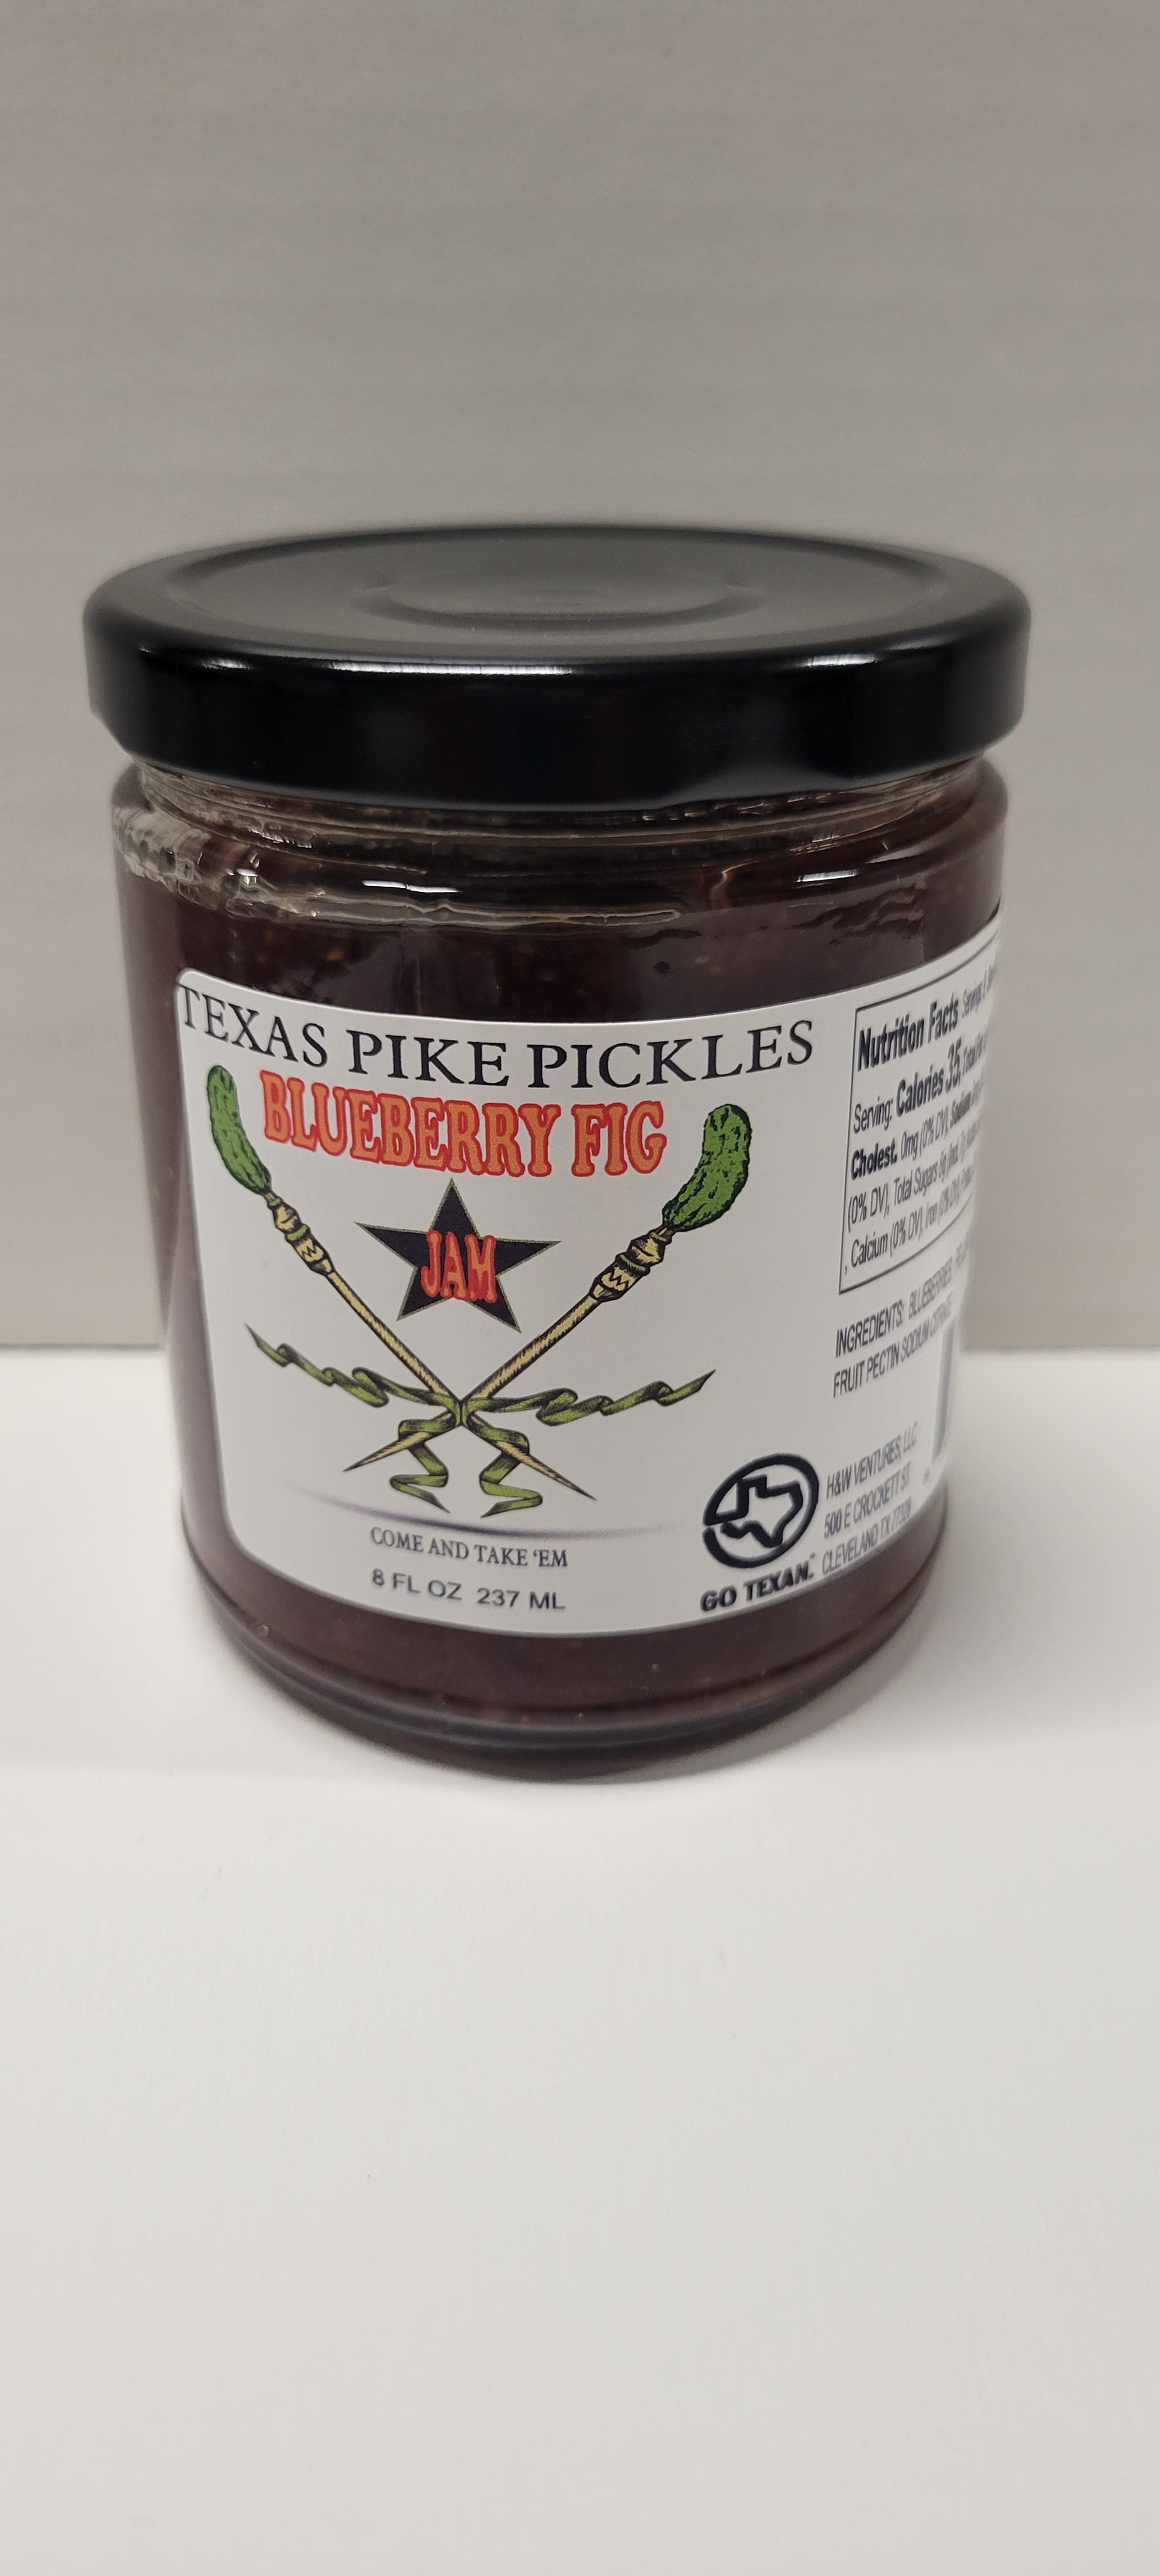 TEXAS PIKE PICKLES
BLUEBERRY FIG
JAM
COME AND TAKE 'EM
8 FL OZ 237 ML
GO TEXAN.
Nutrition Facts
Serving: Calories 35,
Cholest. 0mg (0% DV), Sodium
(0% DV), Total Sugars
, Calcium (0% DV), Iron (0% DV),
INGREDIENTS: BLUEBERRIES,
FRUIT PECTIN SODIUM CITRATE
H&W VENTURES, LLC
500 E CROCKETT ST.
CLEVELAND TX